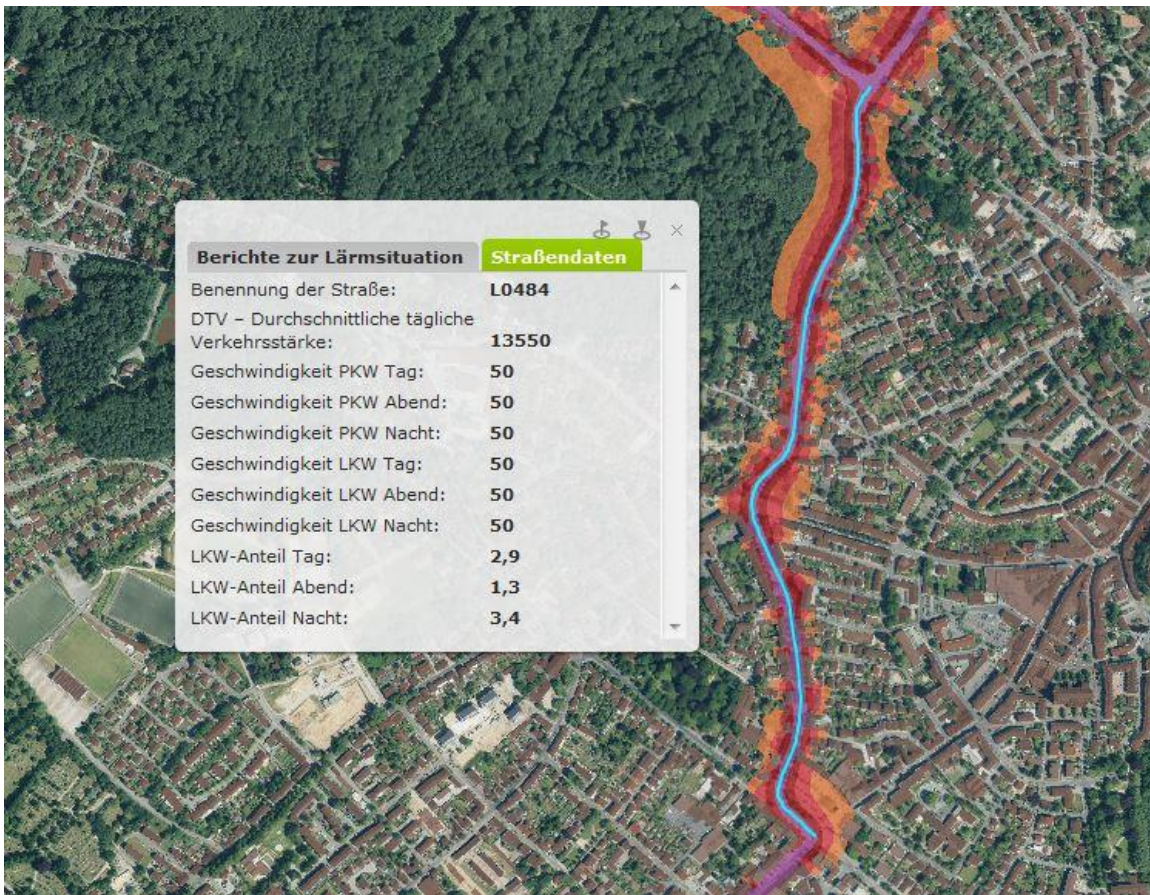 Berichte zur Lärmsituation Straßendaten
Benennung der Straße: L0484
DTV – Durchschnittliche tägliche
Verkehrsstärke: 13550
Geschwindigkeit PKW Tag: 50
Geschwindigkeit PKW Abend: 50
Geschwindigkeit PKW Nacht: 50
Geschwindigkeit LKW Tag: 50
Geschwindigkeit LKW Abend: 50
Geschwindigkeit LKW Nacht: 50
LKW-Anteil Tag: 2,9
LKW-Anteil Abend: 1,3
LKW-Anteil Nacht: 3,4